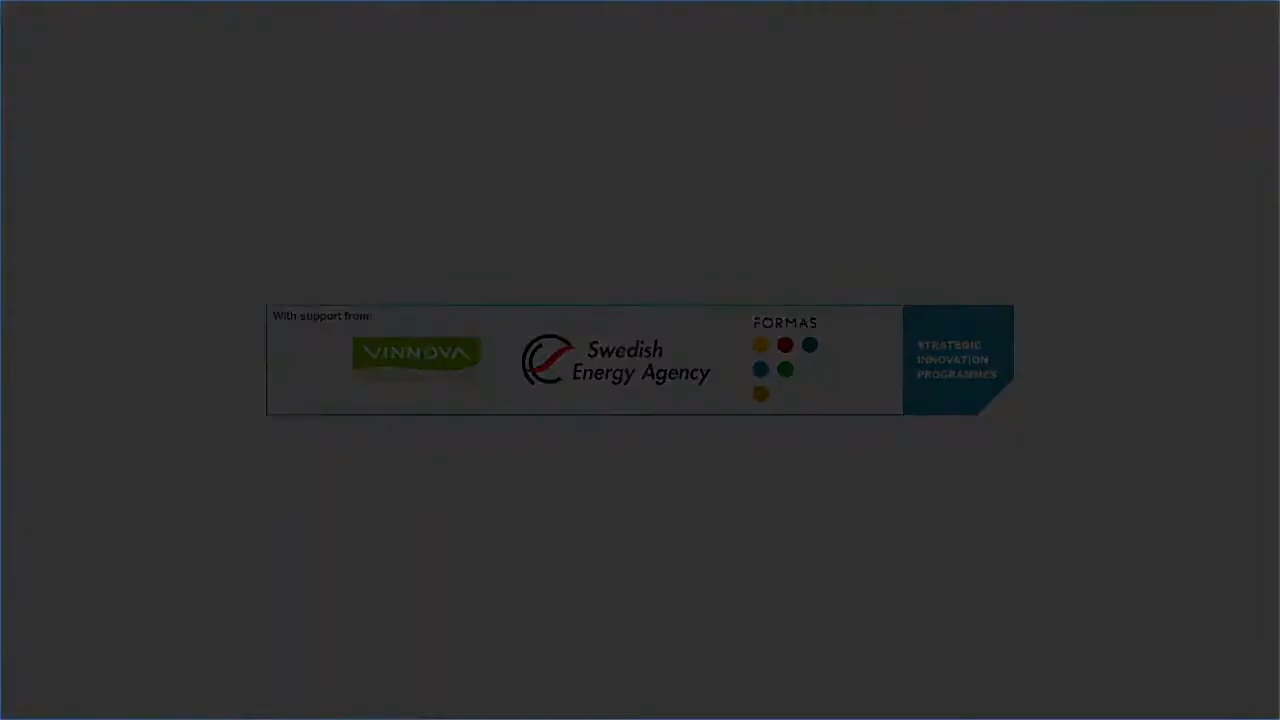 With support from:
VINNOVA
Swedish
Energy Agency
FORMAS
STRATEGIC
INNOVATION
PROGRAMMES